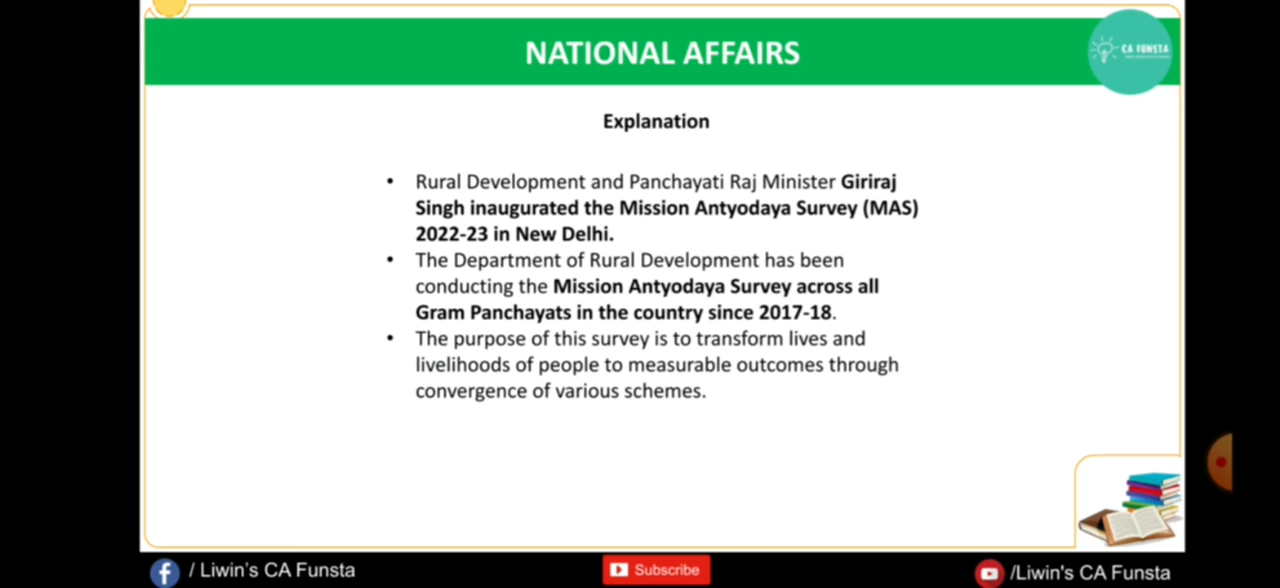 NATIONAL AFFAIRS
CA FUNSTA
Explanation
• Rural Development and Panchayati Raj Minister Giriraj
Singh inaugurated the Mission Antyodaya Survey (MAS)
2022-23 in New Delhi.
• The Department of Rural Development has been
conducting the Mission Antyodaya Survey across all
Gram Panchayats in the country since 2017-18.
• The purpose of this survey is to transform lives and
livelihoods of people to measurable outcomes through
convergence of various schemes.
/ Liwin's CA Funsta
Subscribe
/Liwin's CA Funsta